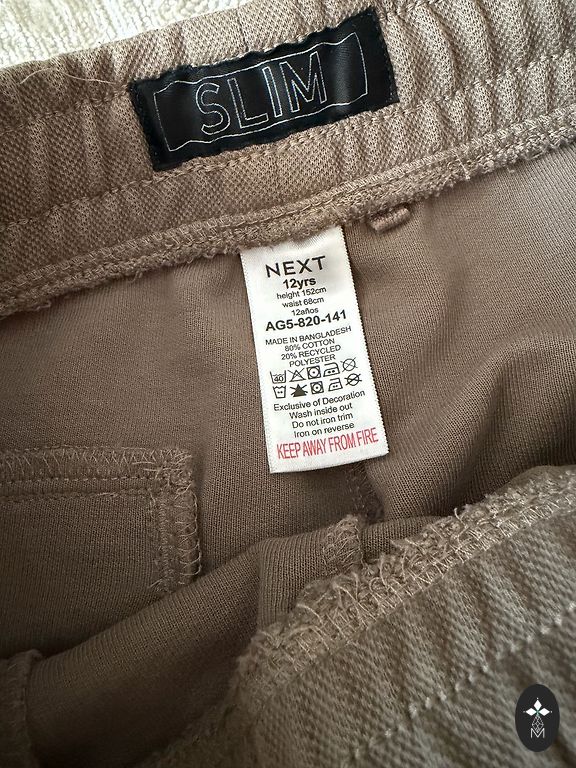 SLIM
NEXT
12yrs
height 152cm
waist 68cm
12años
AG5-820-141
MADE IN BANGLADESH
80% COTTON
20% RECYCLED
POLYESTER
40
Exclusive of Decoration
Wash inside out
Do not iron trim
Iron on reverse
KEEP AWAY FROM FIRE
M